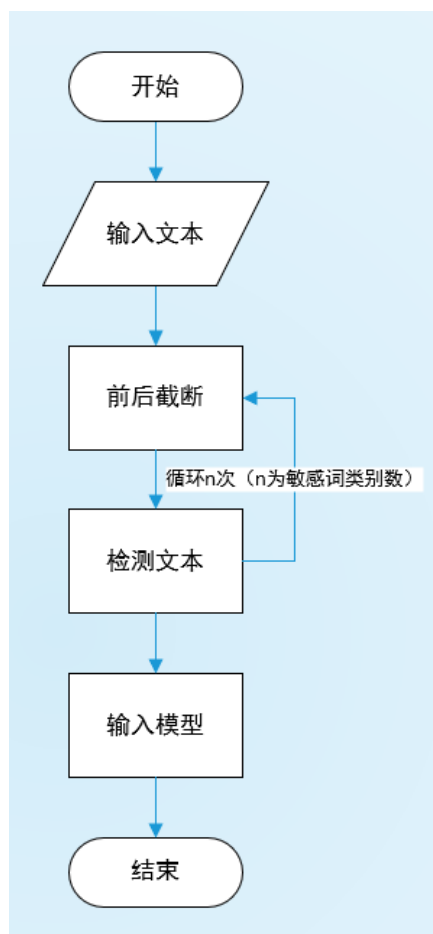 开始
输入文本
前后截断
循环n次（n为敏感词类别数）
检测文本
输入模型
结束